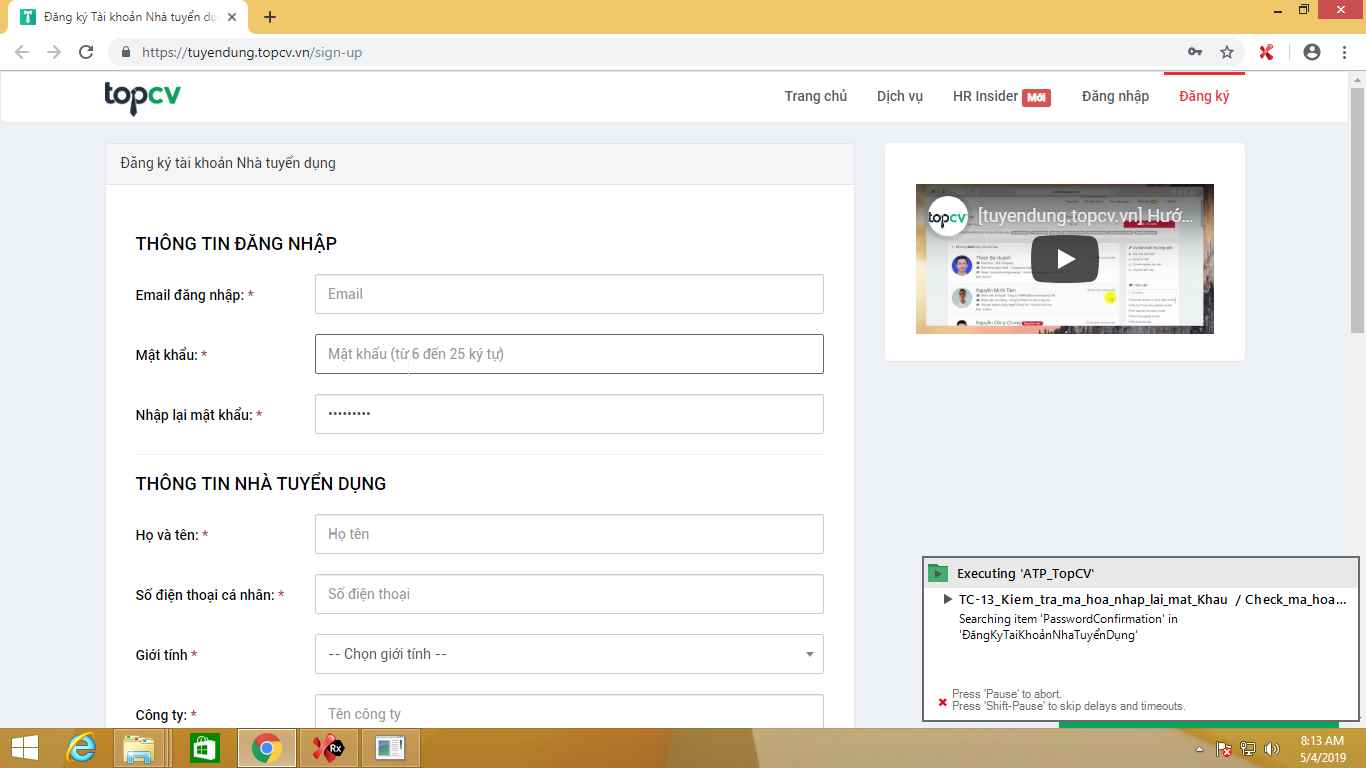 Đăng ký Tài khoản Nhà tuyển dụ
https://tuyendung.topcv.vn/sign-up
topcv
Trang chủ
Dịch vụ
HR Insider Mới
Đăng nhập
Đăng ký
Đăng ký tài khoản Nhà tuyển dụng
THÔNG TIN ĐĂNG NHẬP
Email đăng nhập: *
Email
Mật khẩu: *
Mật khẩu (từ 6 đến 25 ký tự)
Nhập lại mật khẩu: *
•••••••••
THÔNG TIN NHÀ TUYỂN DỤNG
Họ và tên: *
Họ tên
Số điện thoại cá nhân: *
Số điện thoại
Giới tính *
-- Chọn giới tính --
Công ty: *
Tên công ty
topcv
[tuyendung.topcv.vn] Hướ...
Executing 'ATP_TopCV'
TC-13_Kiem_tra_ma_hoa_nhap_lai_mat_Khau / Check_ma_hoa...
Searching item 'PasswordConfirmation' in
'ĐăngKyTaiKhoảnNhaTuyểnDụng'
Press 'Pause' to abort.
Press 'Shift-Pause' to skip delays and timeouts.
Rx
8:13 AM
5/4/2019